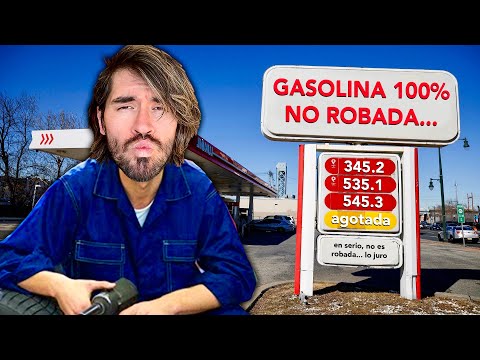 GASOLINA 100%
NO ROBADA...
345.2
535.1
545.3
agotada
en serio, no es
robada... lo juro